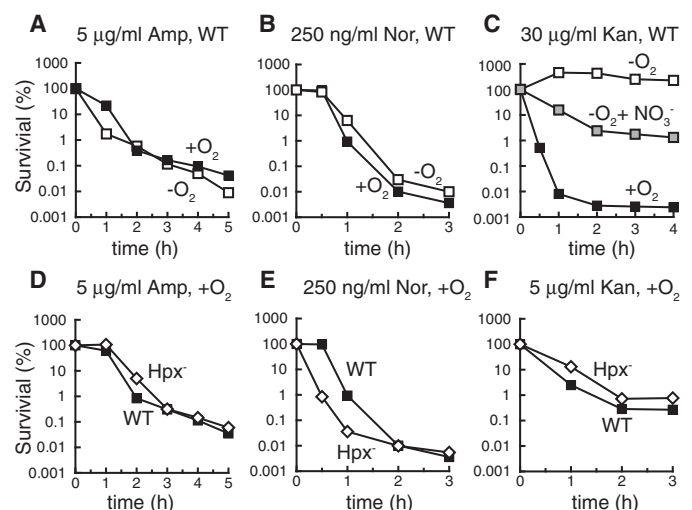 A 5 μg/ml Amp, WT
B 250 ng/ml Nor, WT
C 30 μg/ml Kan, WT
Survivial (%)
1000
100
10
1
0.1
0.01
0.001
+O2
-O2
0 1 2 3 4 5
time (h)
1000
100
10
1
0.1
0.01
0.001
+O2
-O2
0 1 2 3
time (h)
1000
100
10
1
0.1
0.01
0.001
-O2
-O2+ NO3-
+O2
0 1 2 3 4
time (h)
D 5 μg/ml Amp, +O2
E 250 ng/ml Nor, +O2
F 5 μg/ml Kan, +O2
Survivial (%)
1000
100
10
1
0.1
0.01
0.001
Hpx-
WT
0 1 2 3 4 5
time (h)
1000
100
10
1
0.1
0.01
0.001
WT
Hpx-
0 1 2 3
time (h)
1000
100
10
1
0.1
0.01
0.001
Hpx-
WT
0 1 2 3
time (h)